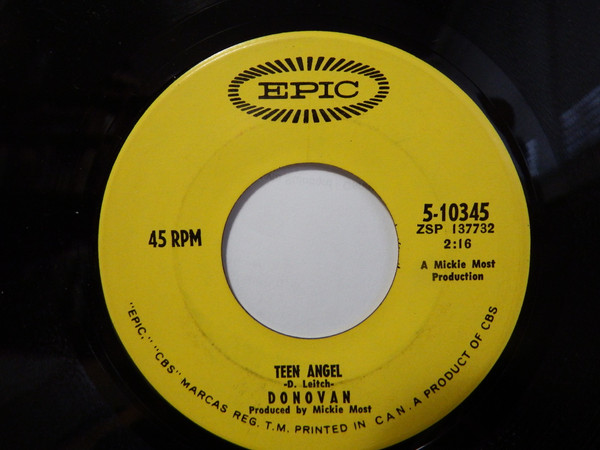 EPIC
45 RPM
5-10345
ZSP 137732
2:16
A Mickie Most
Production
TEEN ANGEL
-D. Leitch-
DONOVAN
Produced by Mickie Most
"EPIC," "CBS" MARCAS REG. T.M. PRINTED IN CAN. A PRODUCT OF CBS